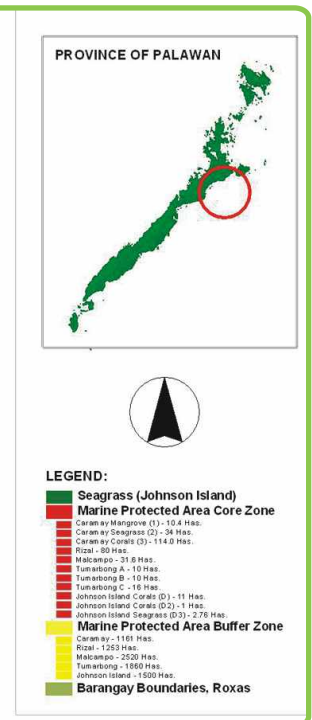 PROVINCE OF PALAWAN
LEGEND:
Seagrass (Johnson Island)
Marine Protected Area Core Zone
Caramay Mangrove (1) - 10.4 Has.
Caramay Seagrass (2) - 34 Has.
Caramay Corals (3) - 114.0 Has.
Rizal - 80 Has.
Malcampo - 31.6 Has.
Tumarbong A - 10 Has.
Tumarbong B - 10 Has.
Tumarbong C - 16 Has.
Johnson Island Corals (D) - 11 Has.
Johnson Island Corals (D2) - 1 Has.
Johnson Island Seagrass (D3) - 2.76 Has.
Marine Protected Area Buffer Zone
Caramay - 1161 Has.
Rizal - 1253 Has.
Malcampo - 2520 Has.
Tumarbong - 1860 Has.
Johnson Island - 1500 Has.
Barangay Boundaries, Roxas